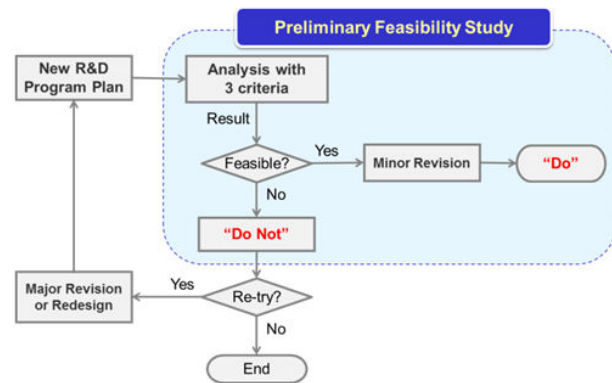 Preliminary Feasibility Study
New R&D
Program Plan
Analysis with
3 criteria
Result
Feasible?
Yes
Minor Revision
“Do”
No
“Do Not”
Major Revision
or Redesign
Yes
Re-try?
No
End